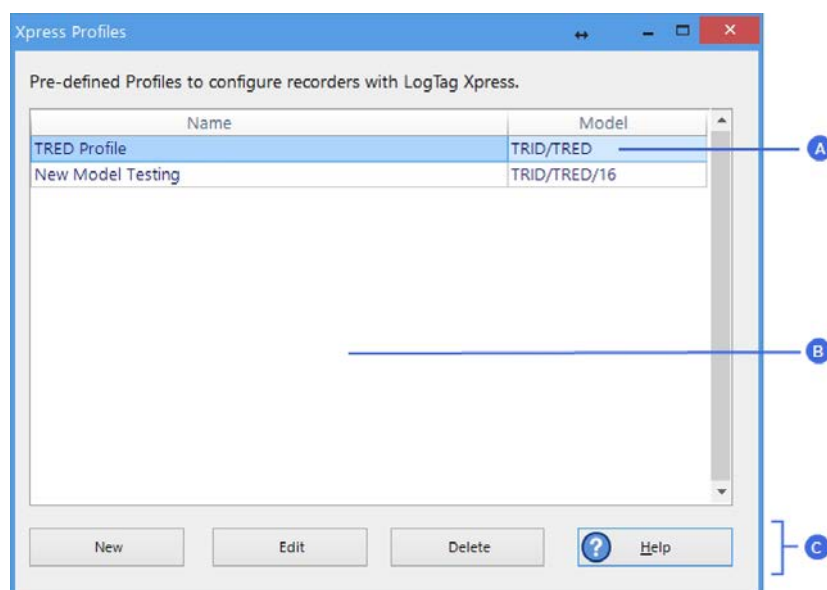 Xpress Profiles
Pre-defined Profiles to configure recorders with LogTag Xpress.
Name Model
TRED Profile TRID/TRED
A
New Model Testing TRID/TRED/16
B
New Edit Delete ? Help
C